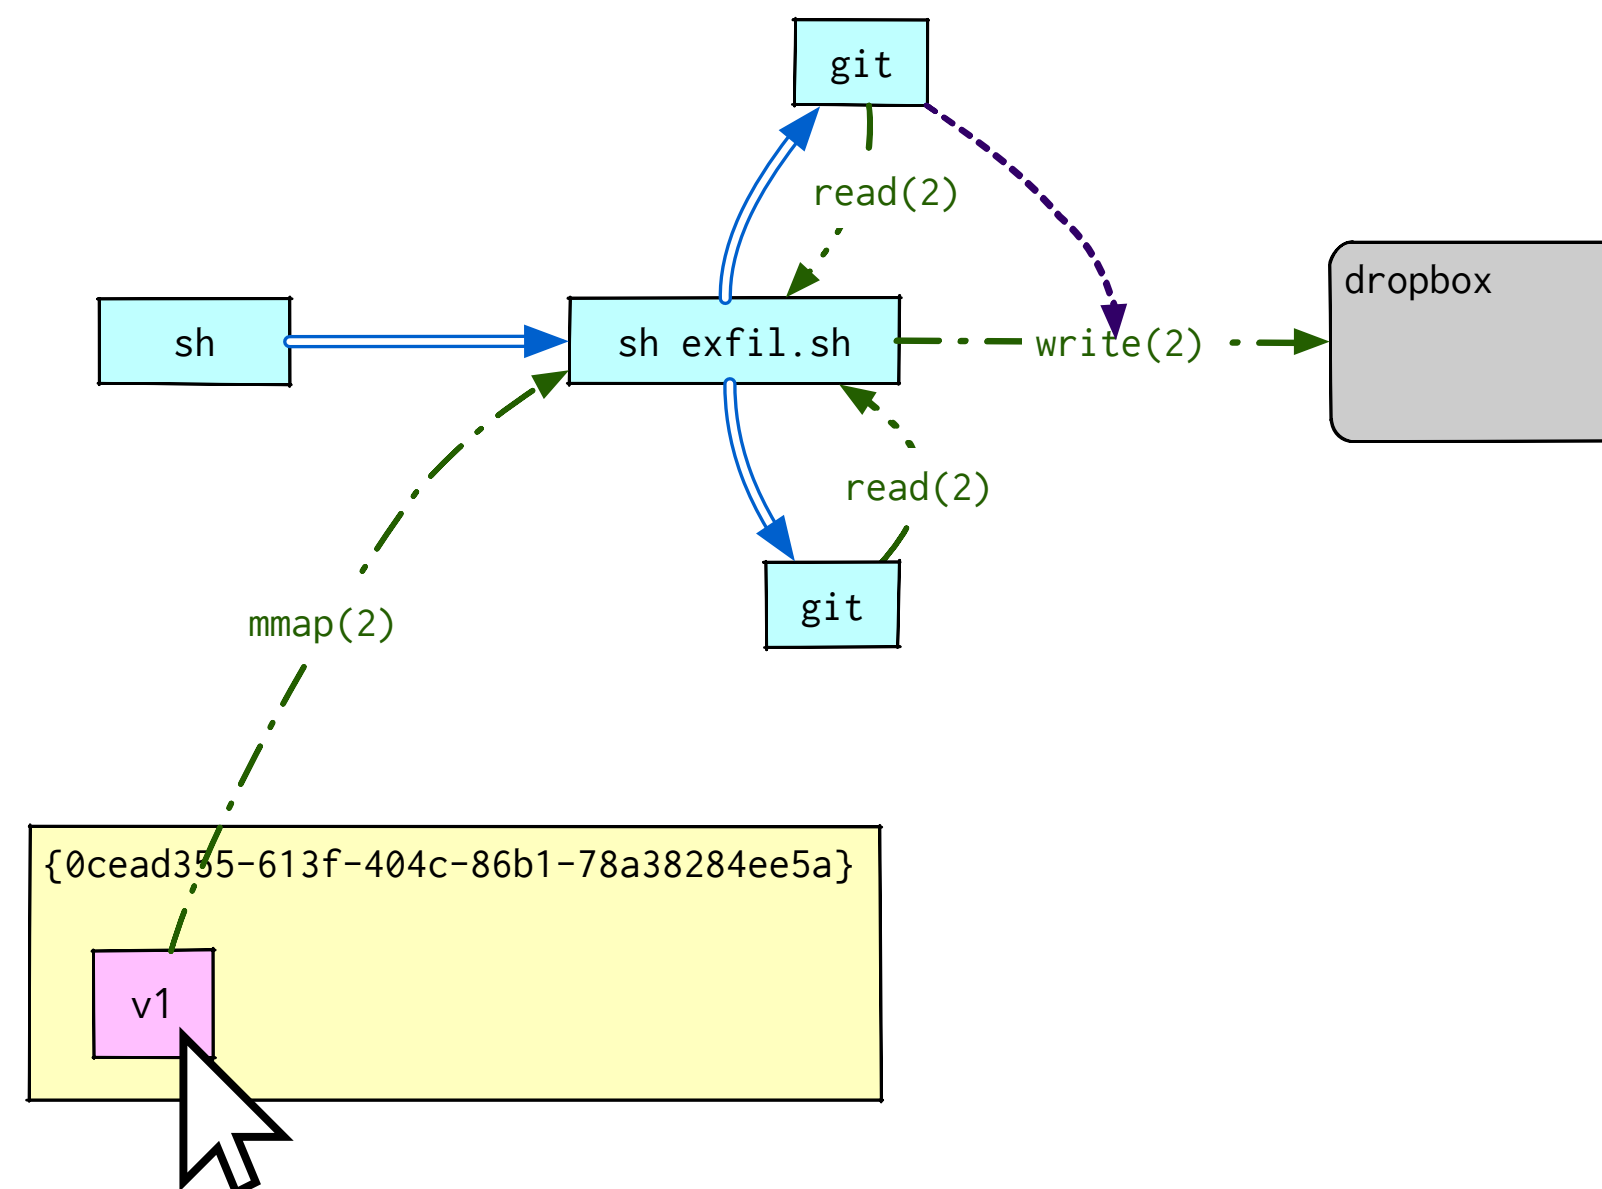 git
read(2)
dropbox
sh
sh exfil.sh
write(2)
read(2)
git
mmap(2)
{0cead355-613f-404c-86b1-78a38284ee5a}
v1